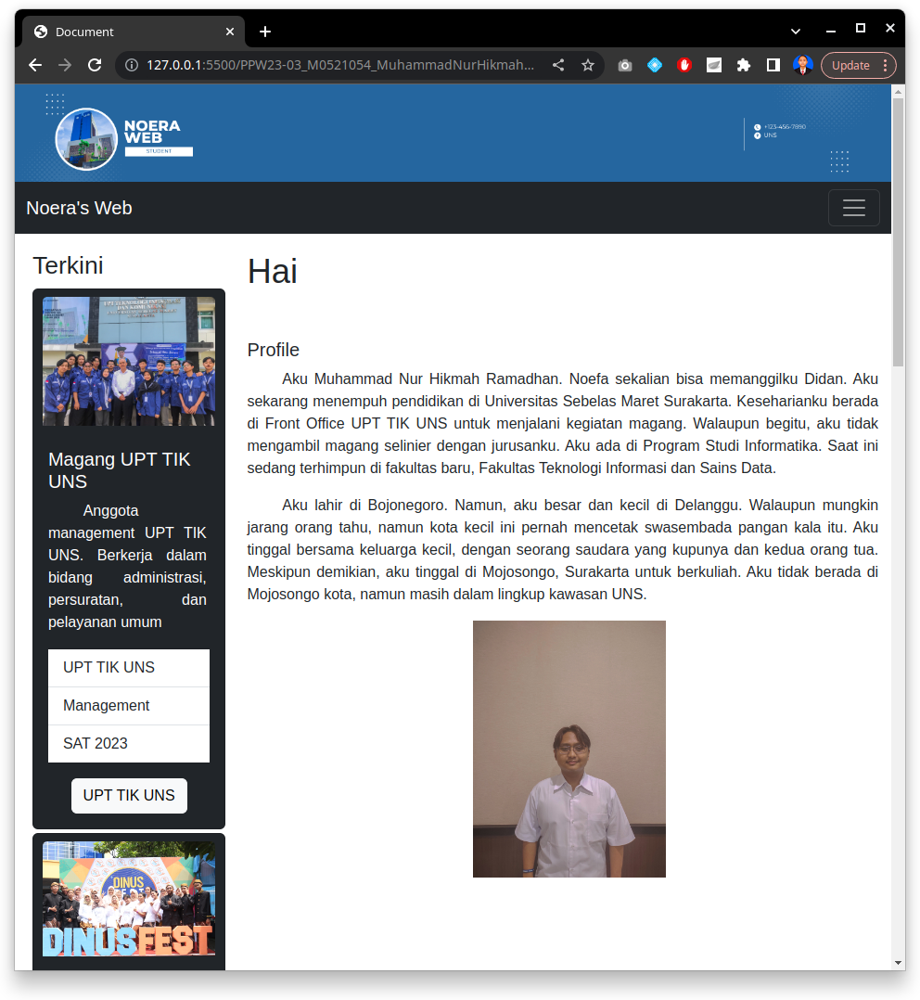 Document
127.0.0.1:5500/PPW23-03_M0521054_MuhammadNurHikmah...
Update
NOERA
WEB
STUDENT
+123-456-7890
UNS
Noera's Web
Terkini
UPT TEKNOLOGI
DAN KOMUNIKASI
Magang UPT TIK
UNS
Anggota
management UPT TIK
UNS. Berkerja dalam
bidang administrasi,
persuratan, dan
pelayanan umum
UPT TIK UNS
Management
SAT 2023
UPT TIK UNS
DINUS
DINUSFEST
Hai
Profile
Aku Muhammad Nur Hikmah Ramadhan. Noefa sekalian bisa memanggilku Didan. Aku
sekarang menempuh pendidikan di Universitas Sebelas Maret Surakarta. Keseharianku berada
di Front Office UPT TIK UNS untuk menjalani kegiatan magang. Walaupun begitu, aku tidak
mengambil magang selinier dengan jurusanku. Aku ada di Program Studi Informatika. Saat ini
sedang terhimpun di fakultas baru, Fakultas Teknologi Informasi dan Sains Data.
Aku lahir di Bojonegoro. Namun, aku besar dan kecil di Delanggu. Walaupun mungkin
jarang orang tahu, namun kota kecil ini pernah mencetak swasembada pangan kala itu. Aku
tinggal bersama keluarga kecil, dengan seorang saudara yang kupunya dan kedua orang tua.
Meskipun demikian, aku tinggal di Mojosongo, Surakarta untuk berkuliah. Aku tidak berada di
Mojosongo kota, namun masih dalam lingkup kawasan UNS.